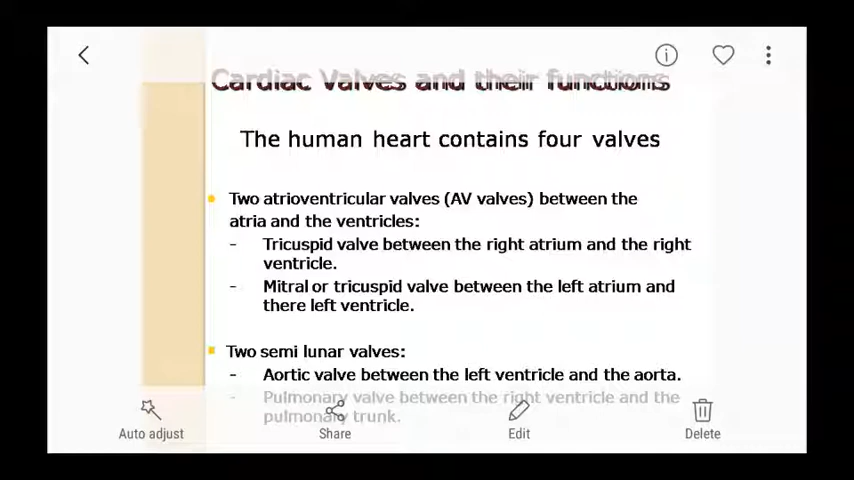 Cardiac Valves and their functions
The human heart contains four valves
Two atrioventricular valves (AV valves) between the
atria and the ventricles:
- Tricuspid valve between the right atrium and the right
ventricle.
- Mitral or tricuspid valve between the left atrium and
there left ventricle.
Two semi lunar valves:
- Aortic valve between the left ventricle and the aorta.
- Pulmonary valve between the right ventricle and the
pulmonary trunk.
Auto adjust
Share
Edit
Delete